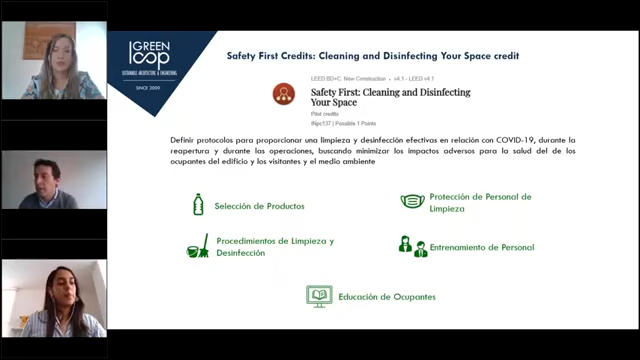 GREEN
loop
SUSTAINABLE ARCHITECTURE & ENGINEERING
SINCE 2009
Safety First Credits: Cleaning and Disinfecting Your Space credit
LEED BD+C: New Construction • v4.1 - LEED v4.1
Safety First: Cleaning and Disinfecting
Your Space
Pilot credits
INpc137 | Possible 1 Points
Definir protocolos para proporcionar una limpieza y desinfección efectivas en relación con COVID-19, durante la
reapertura y durante las operaciones, buscando minimizar los impactos adversos para la salud del de los
ocupantes del edificio y los visitantes y el medio ambiente
Selección de Productos
Protección de Personal de
Limpieza
Procedimientos de Limpieza y
Desinfección
Entrenamiento de Personal
Educación de Ocupantes